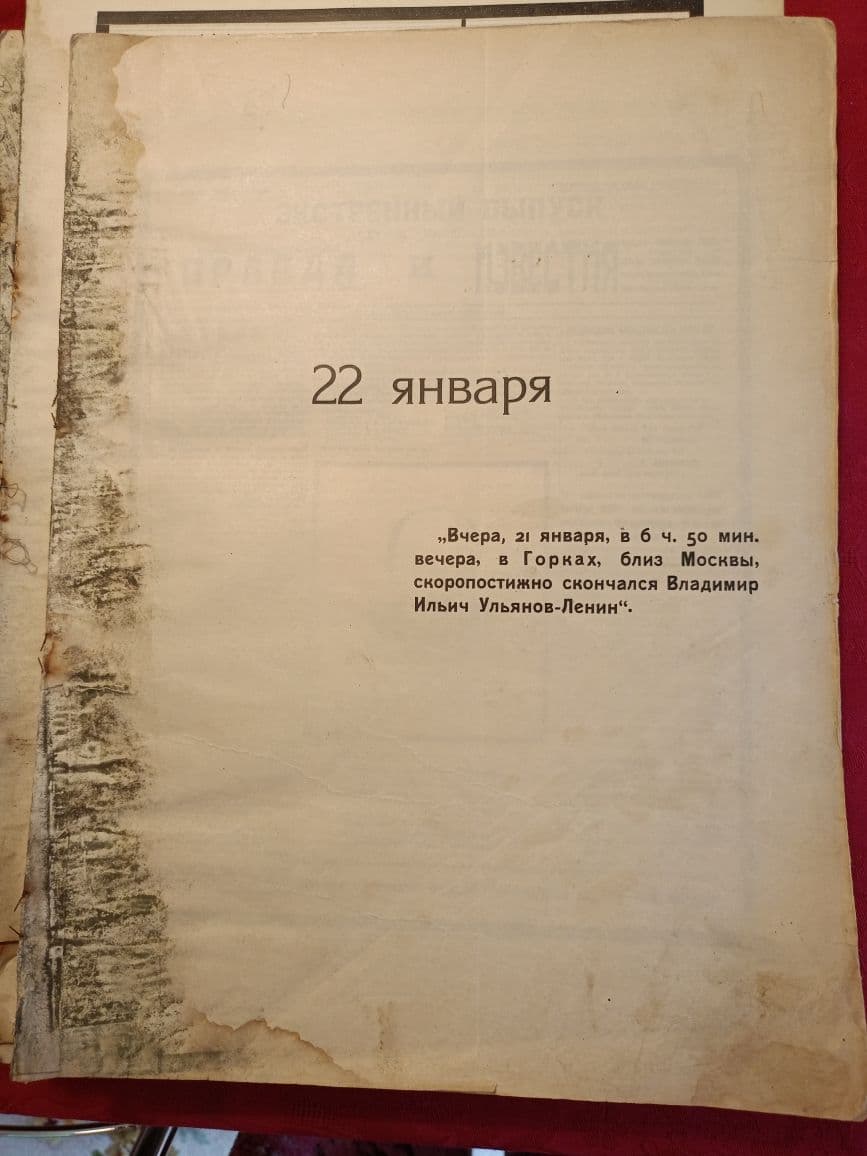 22 января
„Вчера, 21 января, в 6 ч. 50 мин.
вечера, в Горках, близ Москвы,
скоропостижно скончался Владимир
Ильич Ульянов-Ленин“.